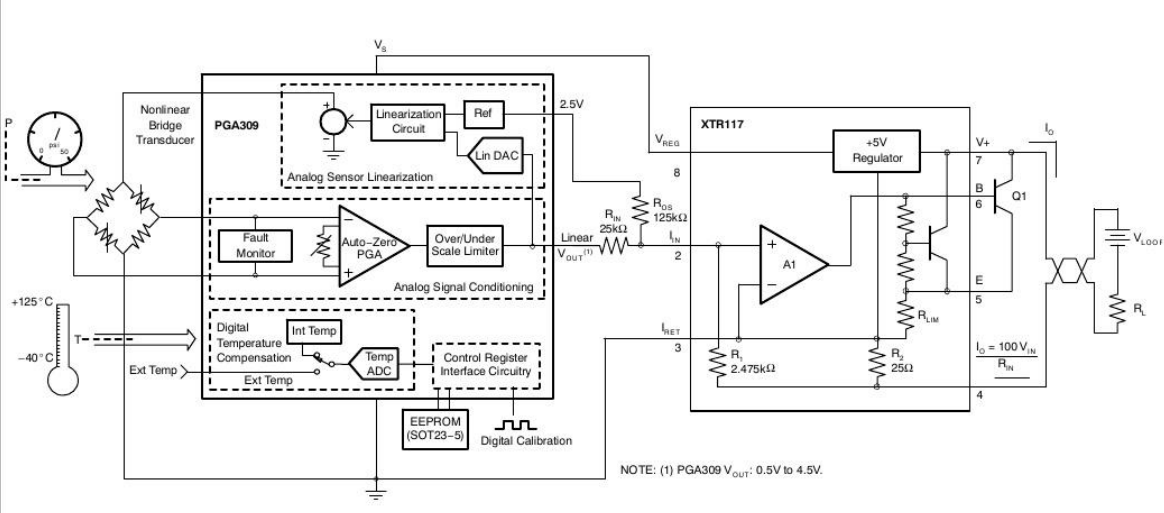 V_S
P
psi
0
50
Nonlinear
Bridge
Transducer
PGA309
+
−
Linearization
Circuit
Ref
2.5V
Lin DAC
Analog Sensor Linearization
Fault
Monitor
−
Auto−Zero
PGA
+
Over/Under
Scale Limiter
Linear
V_OUT(1)
Analog Signal Conditioning
R_IN
25kΩ
R_OS
125kΩ
+125°C
−40°C
T
Digital
Temperature
Compensation
Int Temp
Ext Temp
Ext Temp
Temp
ADC
Control Register
Interface Circuitry
EEPROM
(SOT23−5)
Digital Calibration
XTR117
V_REG
8
+5V
Regulator
V+
7
I_O
B
6
Q1
I_IN
2
+
A1
−
E
5
R_LIM
I_RET
3
R_1
2.475kΩ
R_2
25Ω
I_O = 100 V_IN
R_IN
4
V_LOOP
R_L
NOTE: (1) PGA309 V_OUT: 0.5V to 4.5V.